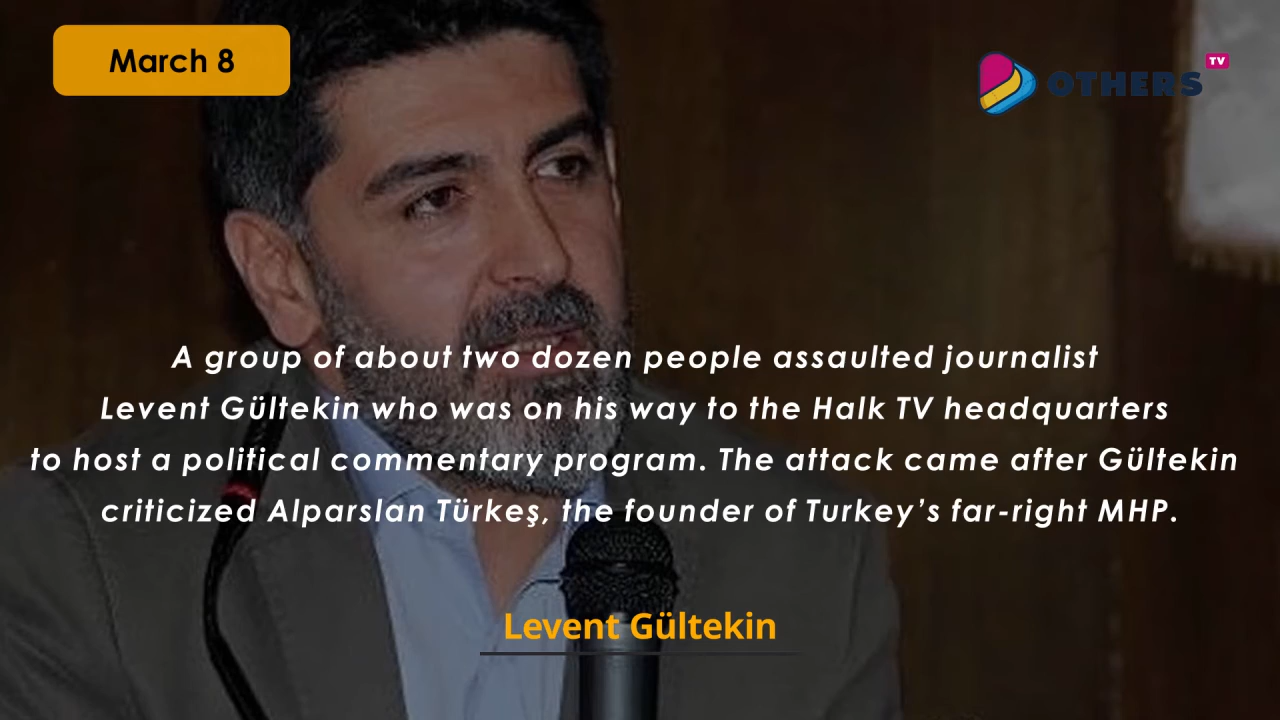 March 8
OTHERS TV
A group of about two dozen people assaulted journalist
Levent Gültekin who was on his way to the Halk TV headquarters
to host a political commentary program. The attack came after Gültekin
criticized Alparslan Türkeş, the founder of Turkey’s far-right MHP.
Levent Gültekin